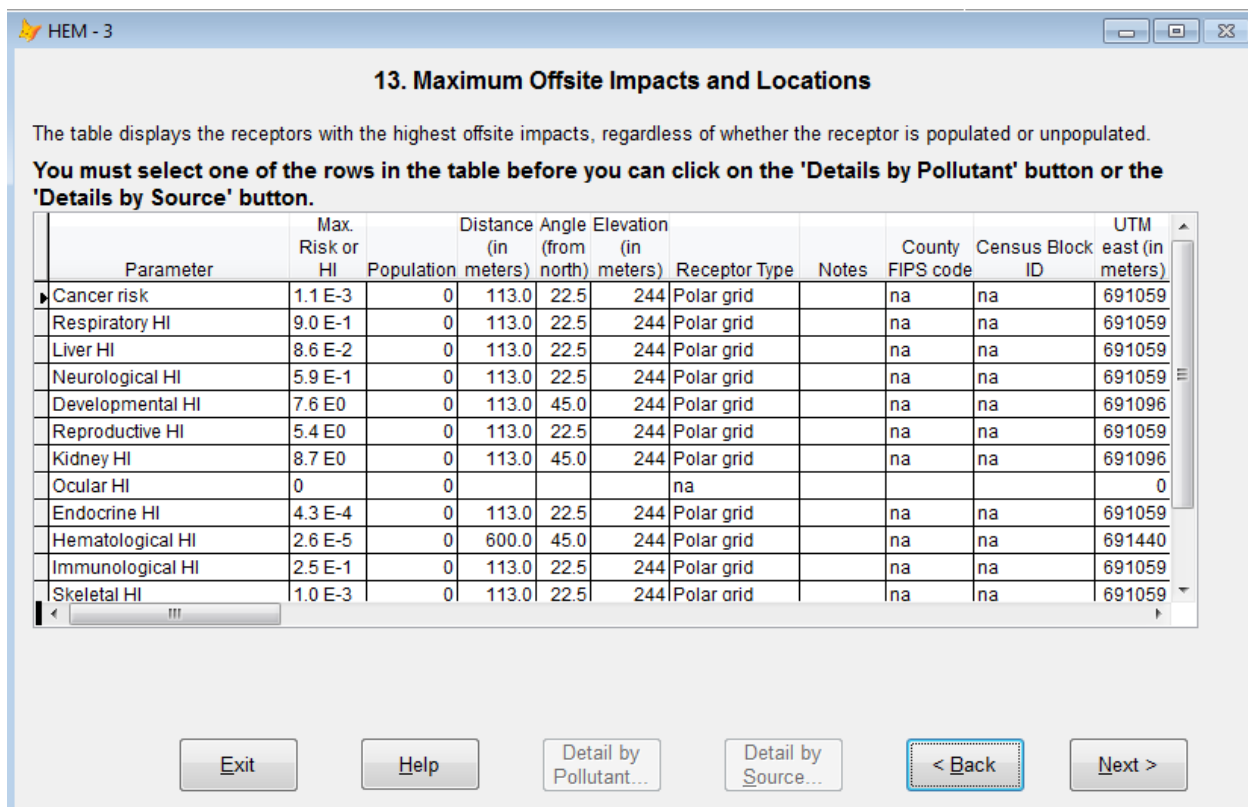 HEM - 3
13. Maximum Offsite Impacts and Locations
The table displays the receptors with the highest offsite impacts, regardless of whether the receptor is populated or unpopulated.
You must select one of the rows in the table before you can click on the 'Details by Pollutant' button or the
'Details by Source' button.
Max. Distance Angle Elevation UTM
Risk or (in (from (in County Census Block east (in
Parameter HI Population meters) north) meters) Receptor Type Notes FIPS code ID meters)
Cancer risk 1.1 E-3 0 113.0 22.5 244 Polar grid na na 691059
Respiratory HI 9.0 E-1 0 113.0 22.5 244 Polar grid na na 691059
Liver HI 8.6 E-2 0 113.0 22.5 244 Polar grid na na 691059
Neurological HI 5.9 E-1 0 113.0 22.5 244 Polar grid na na 691059
Developmental HI 7.6 E0 0 113.0 45.0 244 Polar grid na na 691096
Reproductive HI 5.4 E0 0 113.0 22.5 244 Polar grid na na 691059
Kidney HI 8.7 E0 0 113.0 45.0 244 Polar grid na na 691096
Ocular HI 0 0 na 0
Endocrine HI 4.3 E-4 0 113.0 22.5 244 Polar grid na na 691059
Hematological HI 2.6 E-5 0 600.0 45.0 244 Polar grid na na 691440
Immunological HI 2.5 E-1 0 113.0 22.5 244 Polar grid na na 691059
Skeletal HI 1.0 E-3 0 113.0 22.5 244 Polar grid na na 691059
Exit Help Detail by Pollutant... Detail by Source... < Back Next >